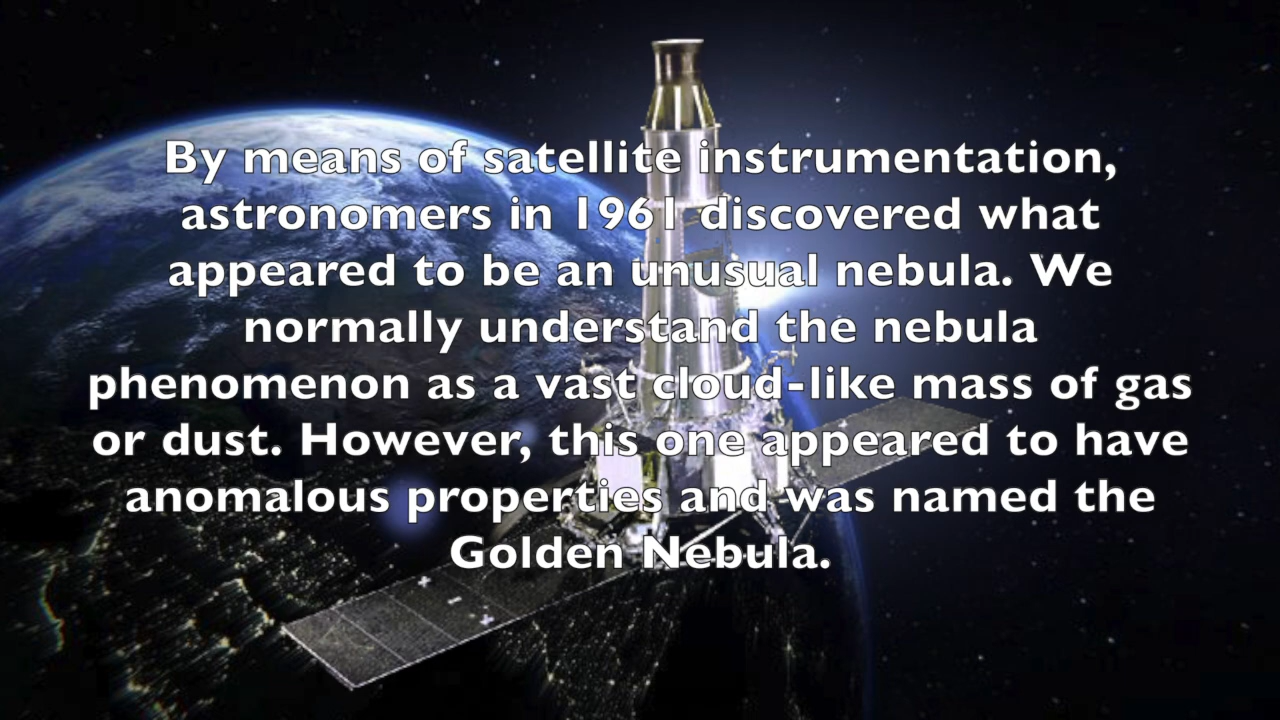 By means of satellite instrumentation,
astronomers in 1961 discovered what
appeared to be an unusual nebula. We
normally understand the nebula
phenomenon as a vast cloud-like mass of gas
or dust. However, this one appeared to have
anomalous properties and was named the
Golden Nebula.